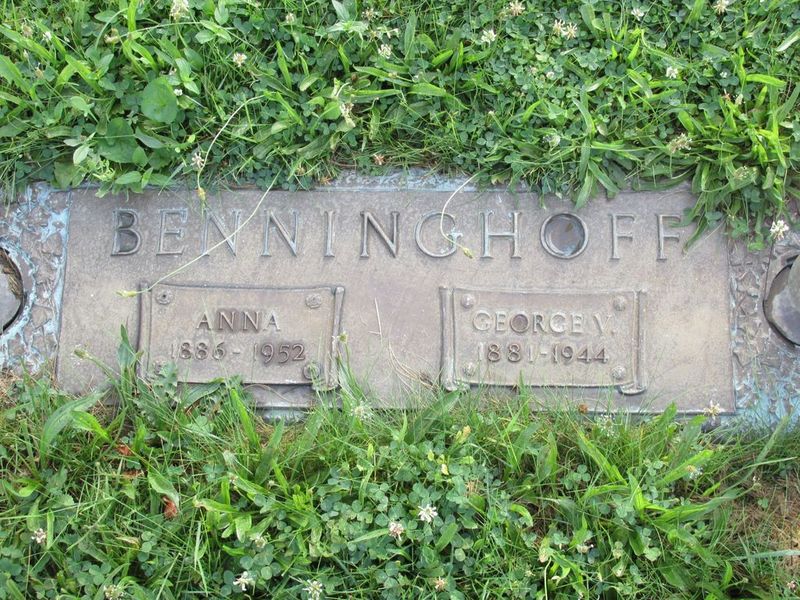 BENNINGHOFF
ANNA
1886 - 1952
GEORGE V.
1881 - 1944